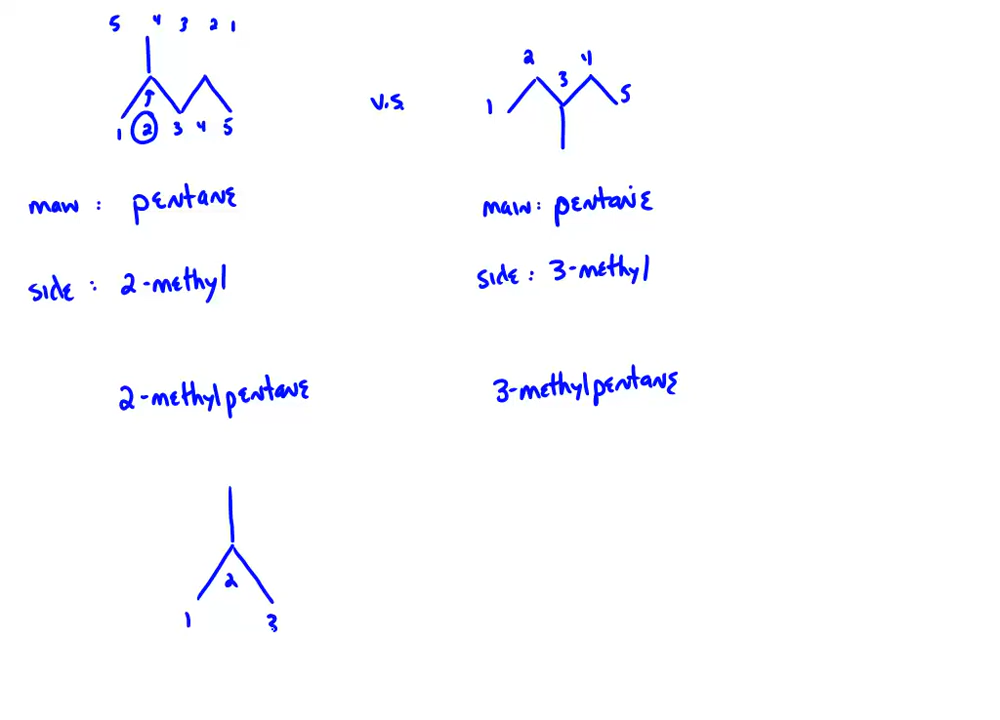 5 4 3 2 1
1 2 3 4 5
v.s
1 2 3 4 5
main : pentane
main: pentane
side : 2-methyl
side : 3-methyl
2-methylpentane
3-methylpentane
2
1 3